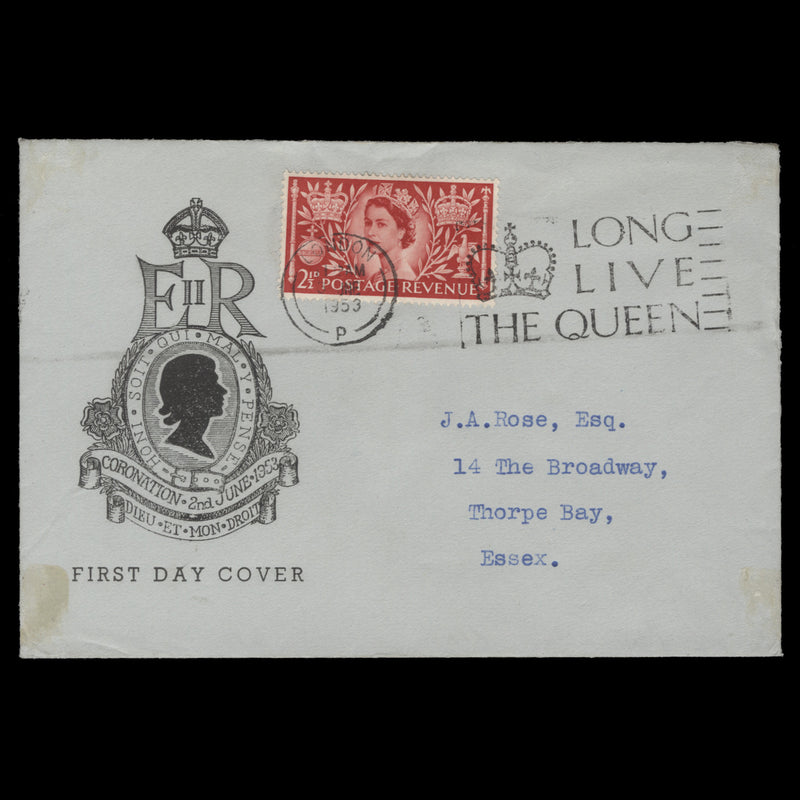 E II R
HONI · SOIT · QUI · MAL · Y · PENSE
CORONATION · 2nd JUNE · 1953
DIEU · ET · MON · DROIT
FIRST DAY COVER
2½D POSTAGE REVENUE
1953
P
LONG
LIVE
THE QUEEN
J.A.Rose, Esq.
14 The Broadway,
Thorpe Bay,
Essex.